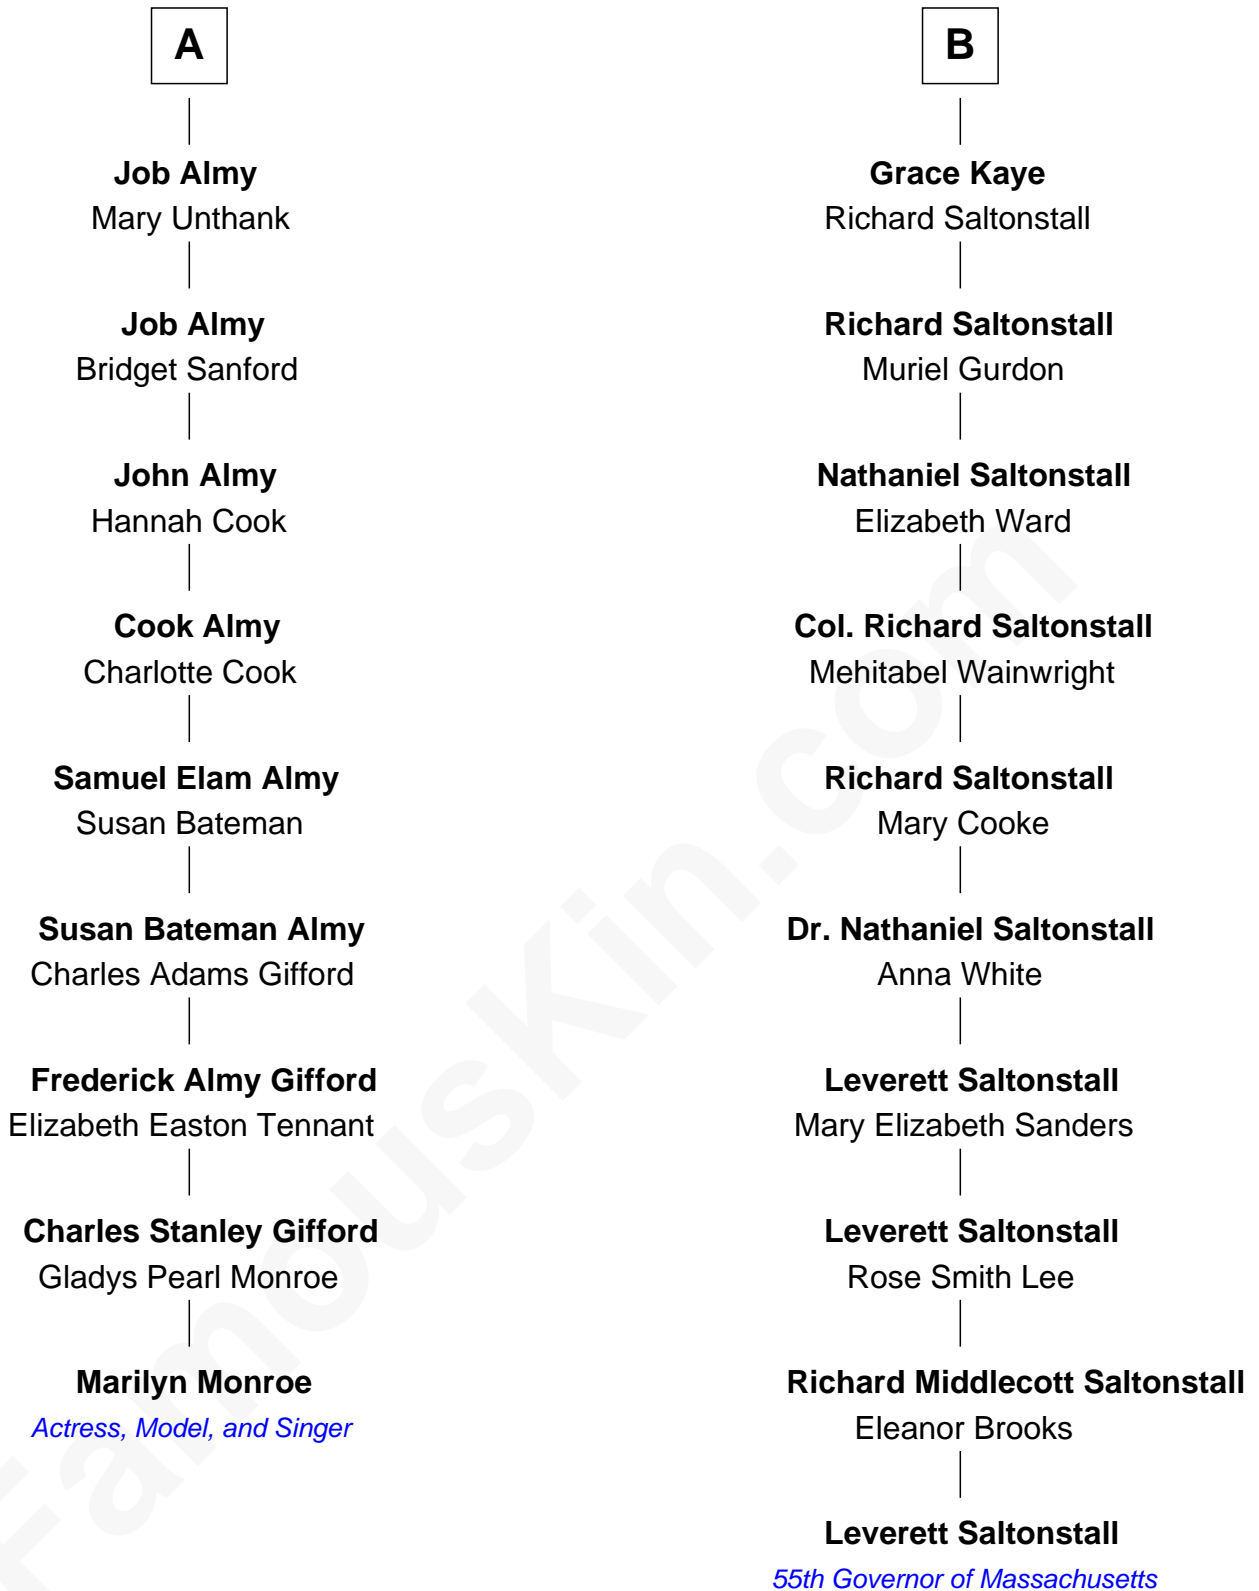 A
Job Almy
Mary Unthank
Job Almy
Bridget Sanford
John Almy
Hannah Cook
Cook Almy
Charlotte Cook
Samuel Elam Almy
Susan Bateman
Susan Bateman Almy
Charles Adams Gifford
Frederick Almy Gifford
Elizabeth Easton Tennant
Charles Stanley Gifford
Gladys Pearl Monroe
Marilyn Monroe
Actress, Model, and Singer
B
Grace Kaye
Richard Saltonstall
Richard Saltonstall
Muriel Gurdon
Nathaniel Saltonstall
Elizabeth Ward
Col. Richard Saltonstall
Mehitabel Wainwright
Richard Saltonstall
Mary Cooke
Dr. Nathaniel Saltonstall
Anna White
Leverett Saltonstall
Mary Elizabeth Sanders
Leverett Saltonstall
Rose Smith Lee
Richard Middlecott Saltonstall
Eleanor Brooks
Leverett Saltonstall
55th Governor of Massachusetts
FamousKin.com